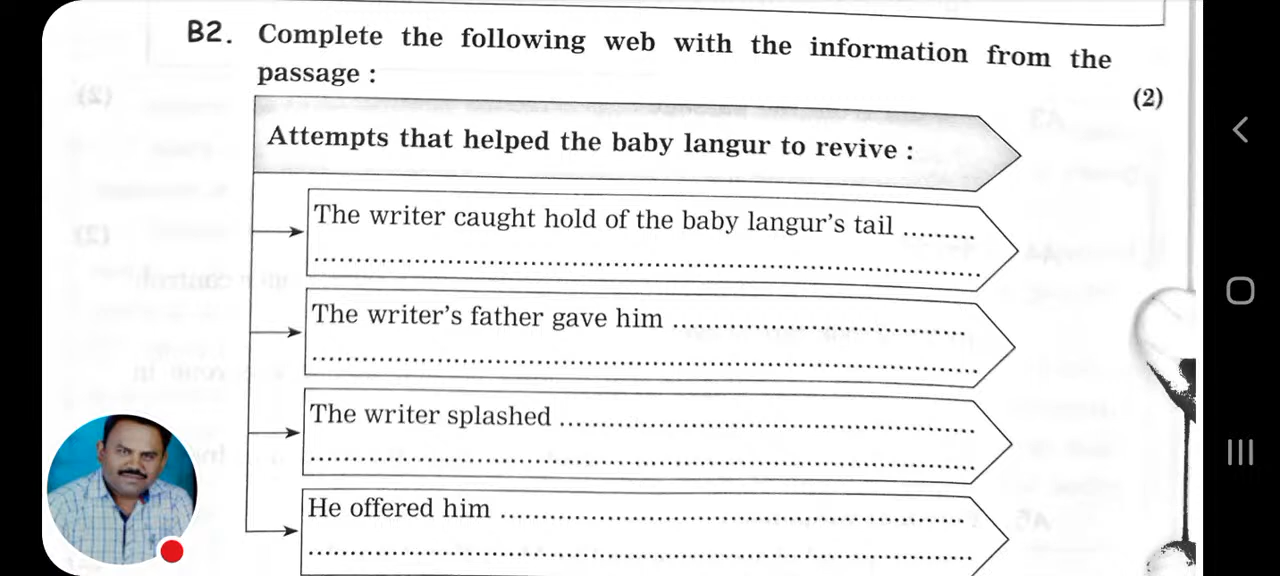 B2. Complete the following web with the information from the
passage :
(2)
Attempts that helped the baby langur to revive :
The writer caught hold of the baby langur's tail ........
................................................................
The writer's father gave him ................................
................................................................
The writer splashed ................................
................................................................
He offered him ................................
................................................................